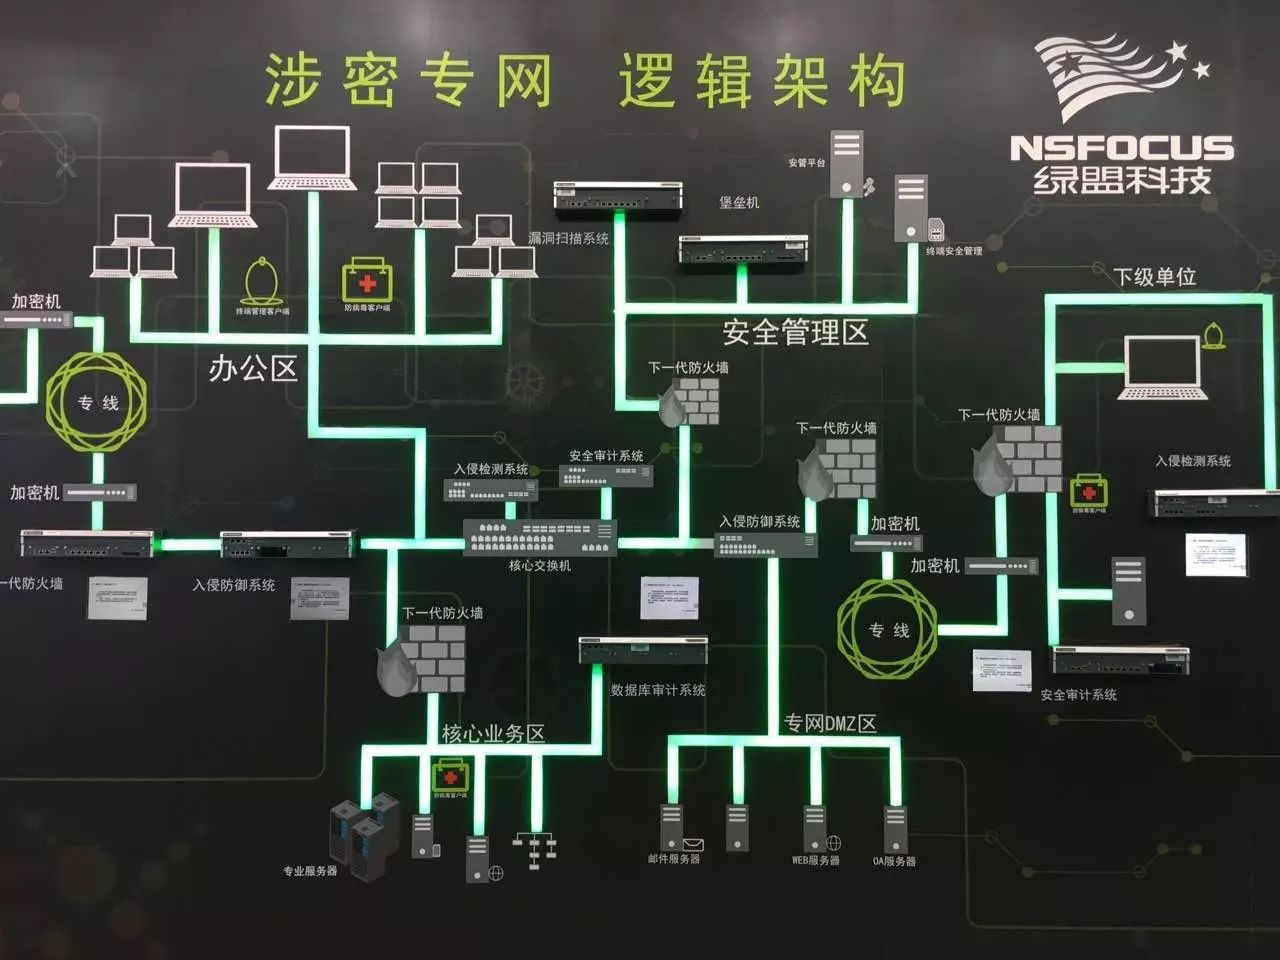 涉密专网 逻辑架构
NSFOCUS
绿盟科技
安管平台
堡垒机
漏洞扫描系统
终端安全管理
下级单位
加密机
终端管理客户端
防病毒客户端
安全管理区
办公区
下一代防火墙
专线
下一代防火墙
下一代防火墙
安全审计系统
入侵检测系统
入侵检测系统
加密机
防病毒客户端
入侵防御系统
加密机
核心交换机
加密机
一代防火墙
入侵防御系统
下一代防火墙
专线
数据库审计系统
安全审计系统
核心业务区
专网DMZ区
防病毒客户端
邮件服务器
WEB服务器
OA服务器
专业服务器